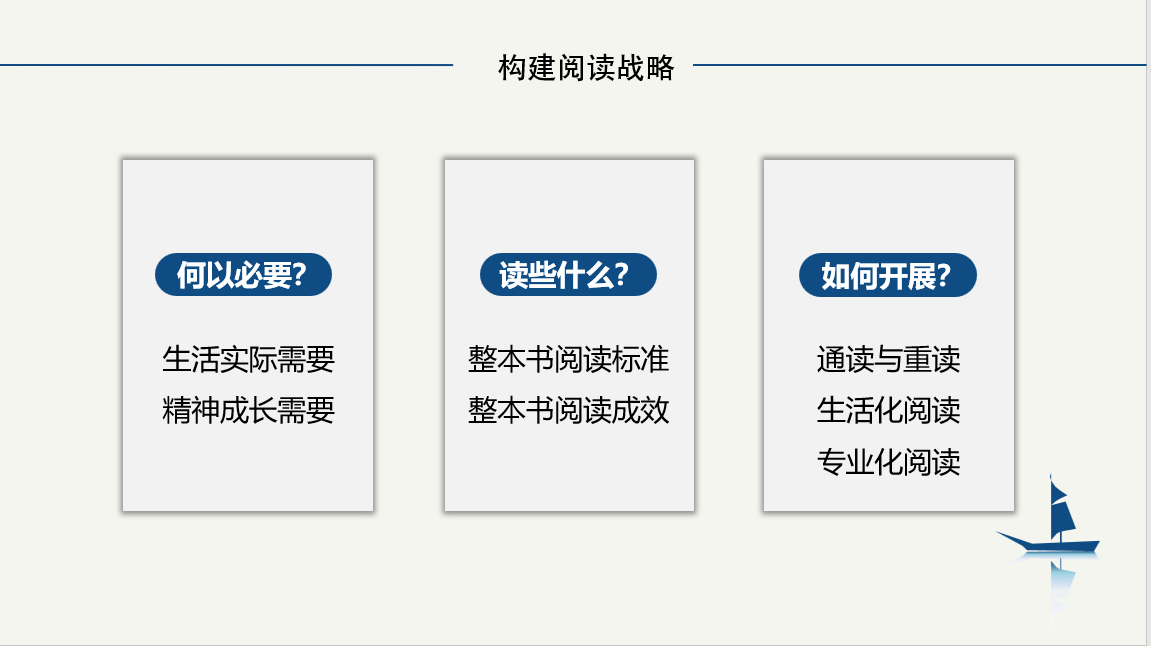 构建阅读战略
何以必要?
生活实际需要
精神成长需要
读些什么?
整本书阅读标准
整本书阅读成效
如何开展?
通读与重读
生活化阅读
专业化阅读